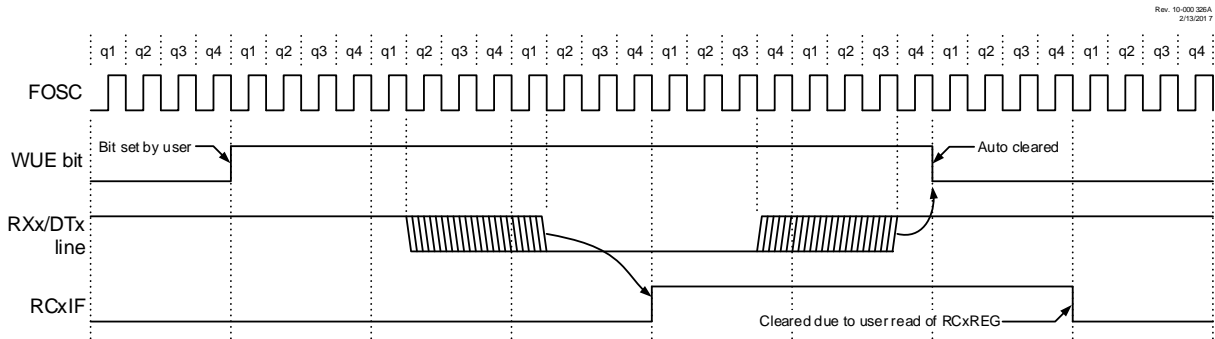 Rev. 10-000 326A
2/13/2017
q1 q2 q3 q4 q1 q2 q3 q4 q1 q2 q3 q4 q1 q2 q3 q4 q1 q2 q3 q4 q1 q2 q3 q4 q1 q2 q3 q4 q1 q2 q3 q4
FOSC
WUE bit
Bit set by user
Auto cleared
RXx/DTx
line
RCxIF
Cleared due to user read of RCxREG